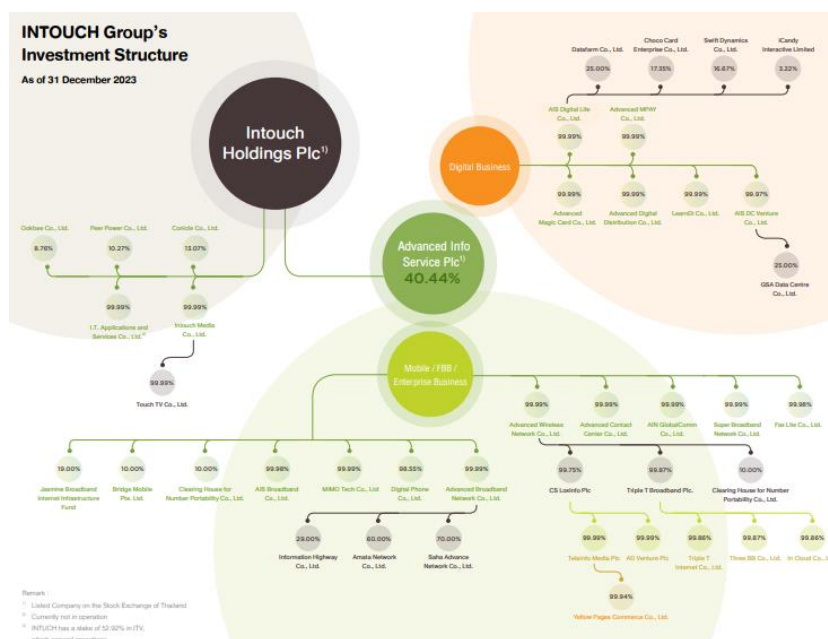 INTOUCH Group's
Investment Structure
As of 31 December 2023
Intouch
Holdings Plc¹⁾
Digital Business
Advanced Info
Service Plc¹⁾
40.44%
Mobile / FBB /
Enterprise Business
Datafarm Co., Ltd.
25.00%
Choco Card
Enterprise Co., Ltd.
17.35%
Swift Dynamics
Co., Ltd.
16.67%
iCandy
Interactive Limited
3.22%
AIS Digital Life
Co., Ltd.
99.99%
Advanced MPAY
Co., Ltd.
99.99%
99.99%
Advanced
Magic Card Co., Ltd.
99.99%
Advanced Digital
Distribution Co., Ltd.
99.99%
LearnDi Co., Ltd.
99.97%
AIS DC Venture
Co., Ltd.
25.00%
GSA Data Centre
Co., Ltd.
Ookbee Co., Ltd.
8.76%
Peer Power Co., Ltd.
10.27%
Conicle Co., Ltd.
13.07%
99.99%
I.T. Applications and
Services Co., Ltd.²⁾
99.99%
Intouch Media
Co., Ltd.
99.99%
Touch TV Co., Ltd.
99.99%
Advanced Wireless
Network Co., Ltd.
99.99%
Advanced Contact
Center Co., Ltd.
99.99%
AIN GlobalComm
Co., Ltd.
99.99%
Super Broadband
Network Co., Ltd.
99.98%
Fax Lite Co., Ltd.
19.00%
Jasmine Broadband
Internet Infrastructure
Fund
10.00%
Bridge Mobile
Pte. Ltd.
10.00%
Clearing House for
Number Portability Co., Ltd.
99.98%
AIS Broadband
Co., Ltd.
99.99%
MIMO Tech Co., Ltd
98.55%
Digital Phone
Co., Ltd.
99.99%
Advanced Broadband
Network Co., Ltd.
29.00%
Information Highway
Co., Ltd.
60.00%
Amata Network
Co., Ltd.
70.00%
Saha Advance
Network Co., Ltd.
99.75%
CS LoxInfo Plc
99.87%
Triple T Broadband Plc.
10.00%
Clearing House for Number
Portability Co., Ltd.
99.99%
Teleinfo Media Plc
99.99%
AD Venture Plc
99.86%
Triple T
Internet Co., Ltd.
99.87%
Three BB Co., Ltd.
99.86%
In Cloud Co.,
99.94%
Yellow Pages Commerce Co., Ltd.
Remark :
¹⁾ Listed Company on the Stock Exchange of Thailand
²⁾ Currently not in operation
³⁾ INTUCH has a stake of 52.92% in ITV,